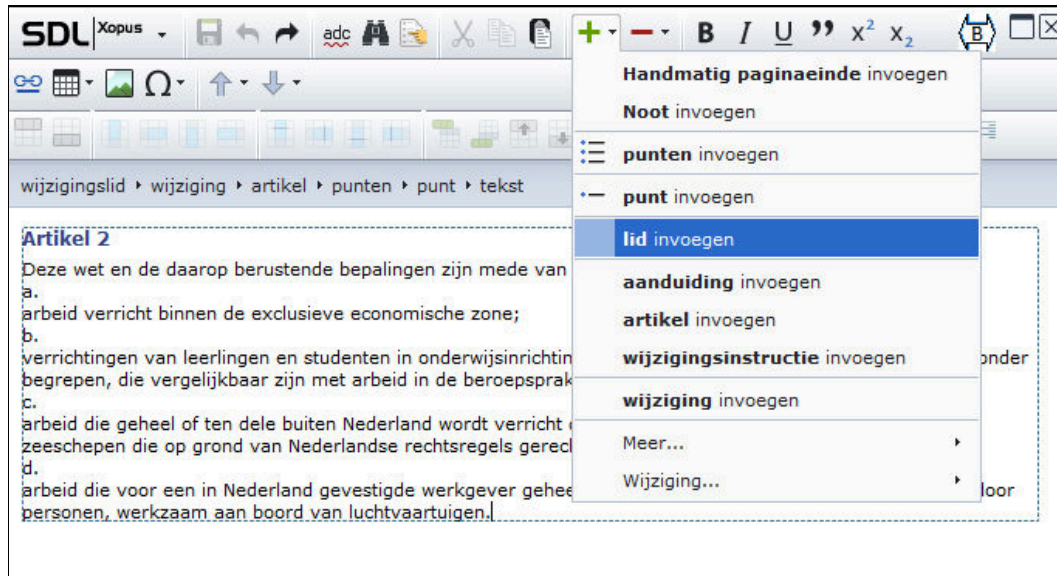 SDL Xopus
adc
B I U ” x² x₂ B
Handmatig paginaeinde invoegen
Noot invoegen
punten invoegen
punt invoegen
lid invoegen
aanduiding invoegen
artikel invoegen
wijzigingsinstructie invoegen
wijziging invoegen
Meer...
Wijziging...
wijzigingslid ‣ wijziging ‣ artikel ‣ punten ‣ punt ‣ tekst
Artikel 2
Deze wet en de daarop berustende bepalingen zijn mede van
a.
arbeid verricht binnen de exclusieve economische zone;
b.
verrichtingen van leerlingen en studenten in onderwijsinrichtin onder
begrepen, die vergelijkbaar zijn met arbeid in de beroepsprak
c.
arbeid die geheel of ten dele buiten Nederland wordt verricht
zeeschepen die op grond van Nederlandse rechtsregels gerec
d.
arbeid die voor een in Nederland gevestigde werkgever gehee door
personen, werkzaam aan boord van luchtvaartuigen.